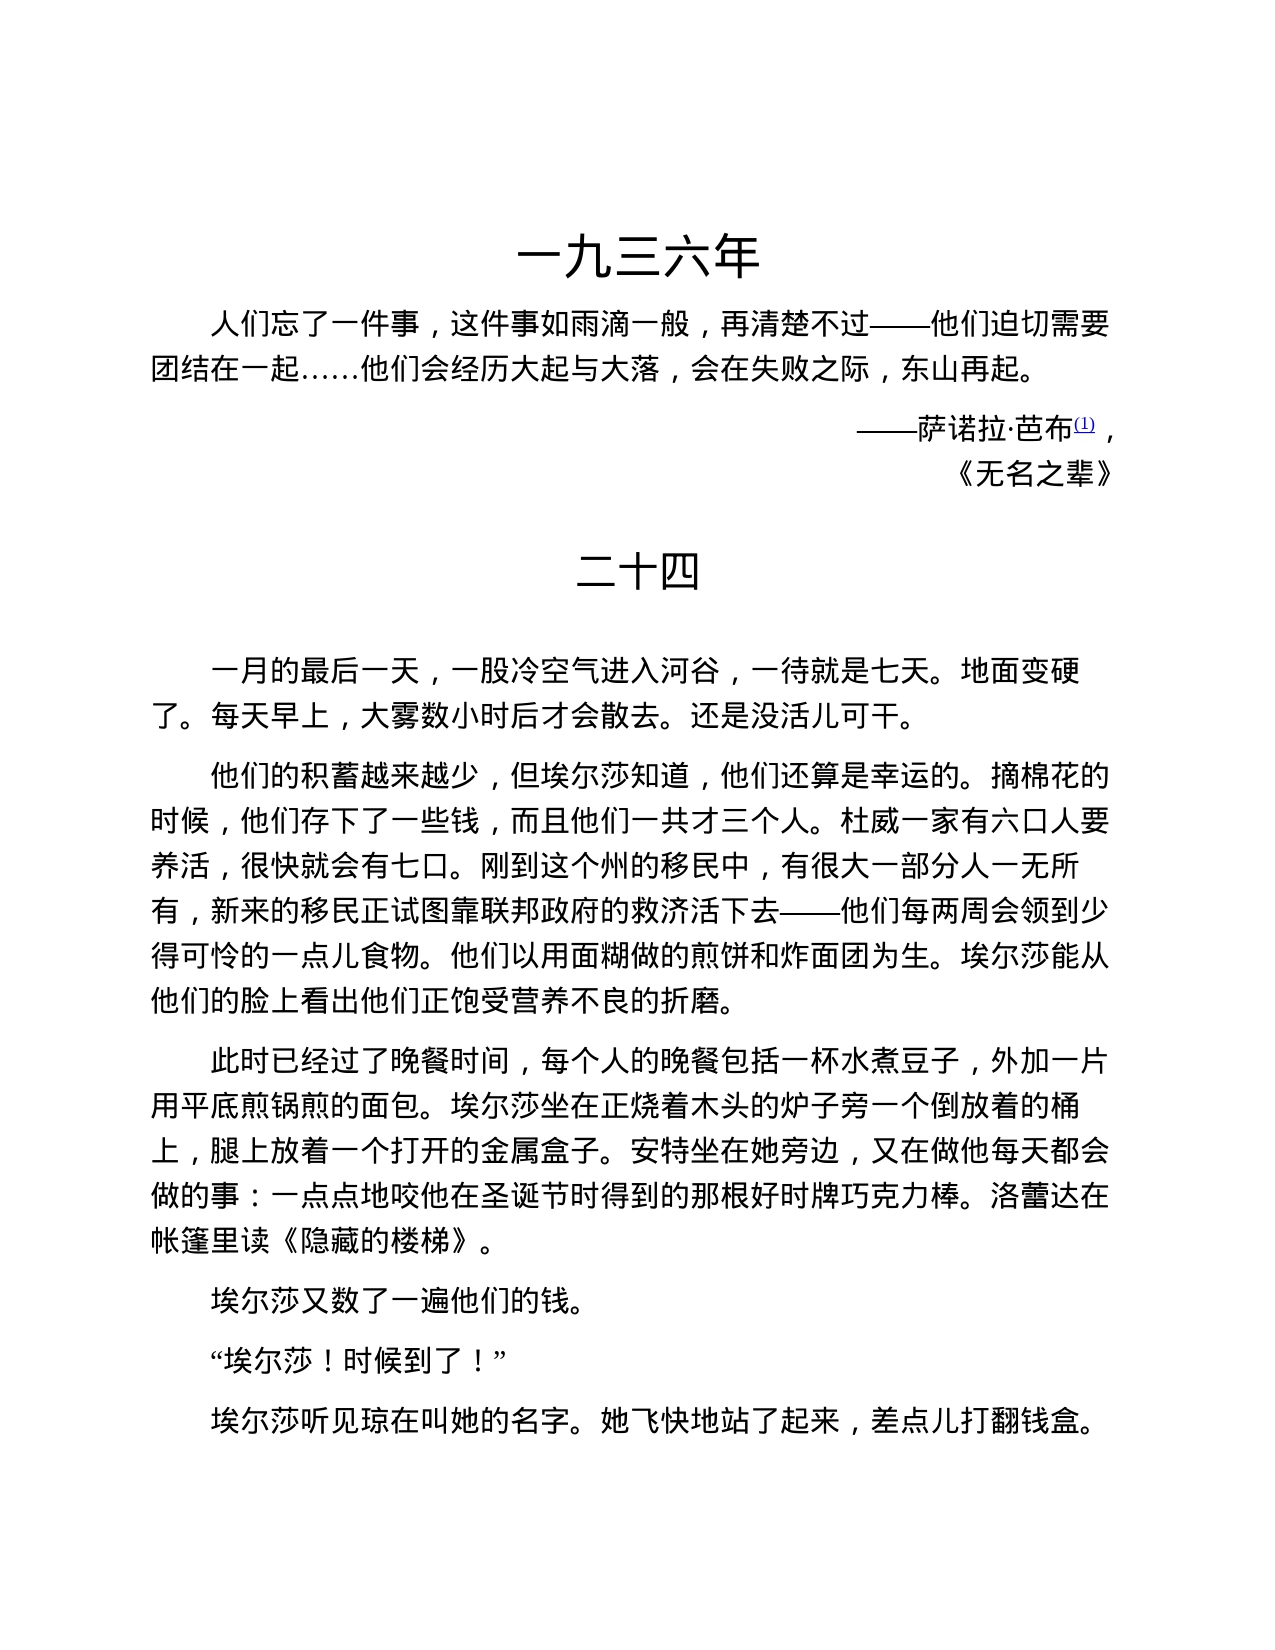 一九三六年
人们忘了一件事，这件事如雨滴一般，再清楚不过——他们迫切需要
团结在一起……他们会经历大起与大落，会在失败之际，东山再起。
——萨诺拉·芭布(1)，
《无名之辈》
二十四
一月的最后一天，一股冷空气进入河谷，一待就是七天。地面变硬
了。每天早上，大雾数小时后才会散去。还是没活儿可干。
他们的积蓄越来越少，但埃尔莎知道，他们还算是幸运的。摘棉花的
时候，他们存下了一些钱，而且他们一共才三个人。杜威一家有六口人要
养活，很快就会有七口。刚到这个州的移民中，有很大一部分人一无所
有，新来的移民正试图靠联邦政府的救济活下去——他们每两周会领到少
得可怜的一点儿食物。他们以用面糊做的煎饼和炸面团为生。埃尔莎能从
他们的脸上看出他们正饱受营养不良的折磨。
此时已经过了晚餐时间，每个人的晚餐包括一杯水煮豆子，外加一片
用平底煎锅煎的面包。埃尔莎坐在正烧着木头的炉子旁一个倒放着的桶
上，腿上放着一个打开的金属盒子。安特坐在她旁边，又在做他每天都会
做的事：一点点地咬他在圣诞节时得到的那根好时牌巧克力棒。洛蕾达在
帐篷里读《隐藏的楼梯》。
埃尔莎又数了一遍他们的钱。
“埃尔莎！时候到了！”
埃尔莎听见琼在叫她的名字。她飞快地站了起来，差点儿打翻钱盒。